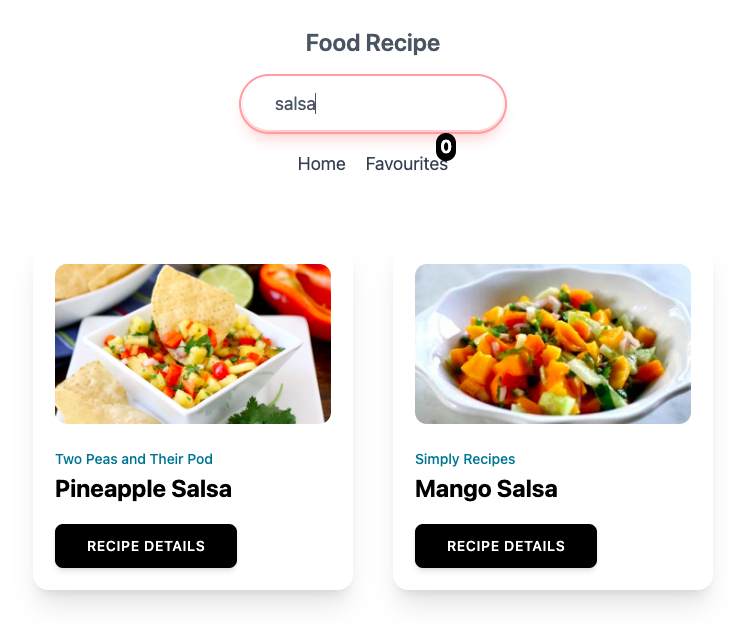 Food Recipe
salsa
0
Home Favourites
Two Peas and Their Pod
Pineapple Salsa
RECIPE DETAILS
Simply Recipes
Mango Salsa
RECIPE DETAILS